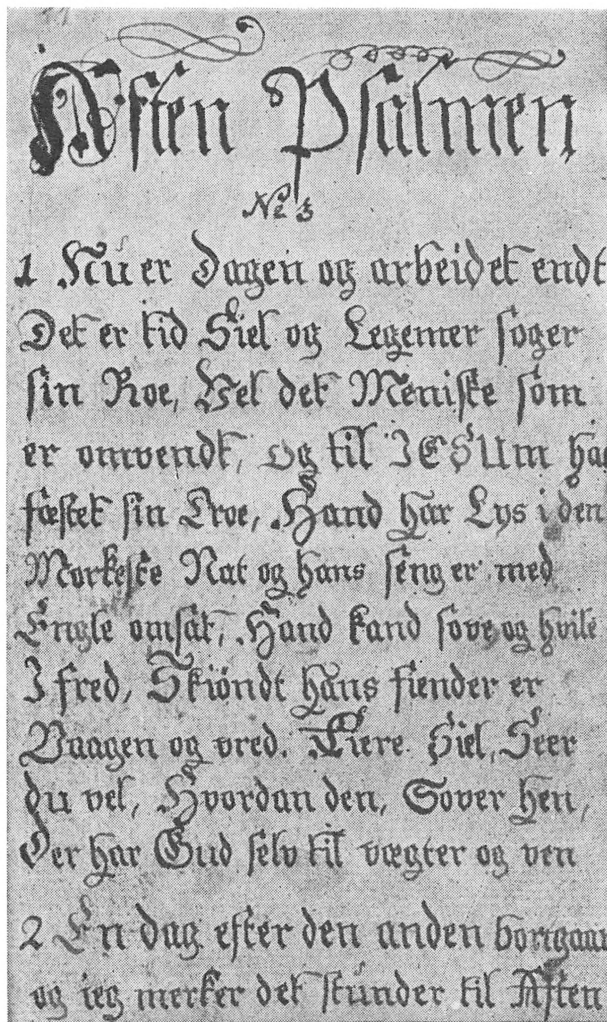 Aften Psalmen
No 3
1 Nu er Dagen og arbeidet endt
Det er tid Siel og Legemer søger
sin Roe, Vel det Meniske som
er omvendt, og til JESUm ha
fæstet sin Troe, Hand har Lys i den
Morkeste Nat og hans seng er med
Engle omsat, Hand kand sove og hvile
I fred, Skiøndt hans fiender er
Vaagen og vred. Kiere Siel, Seer
du vel, Hvordan den, Sover hen,
Der har Gud selv til vægter og ven
2 En dag efter den anden bortgaar
og ieg merker det stunder til Aften